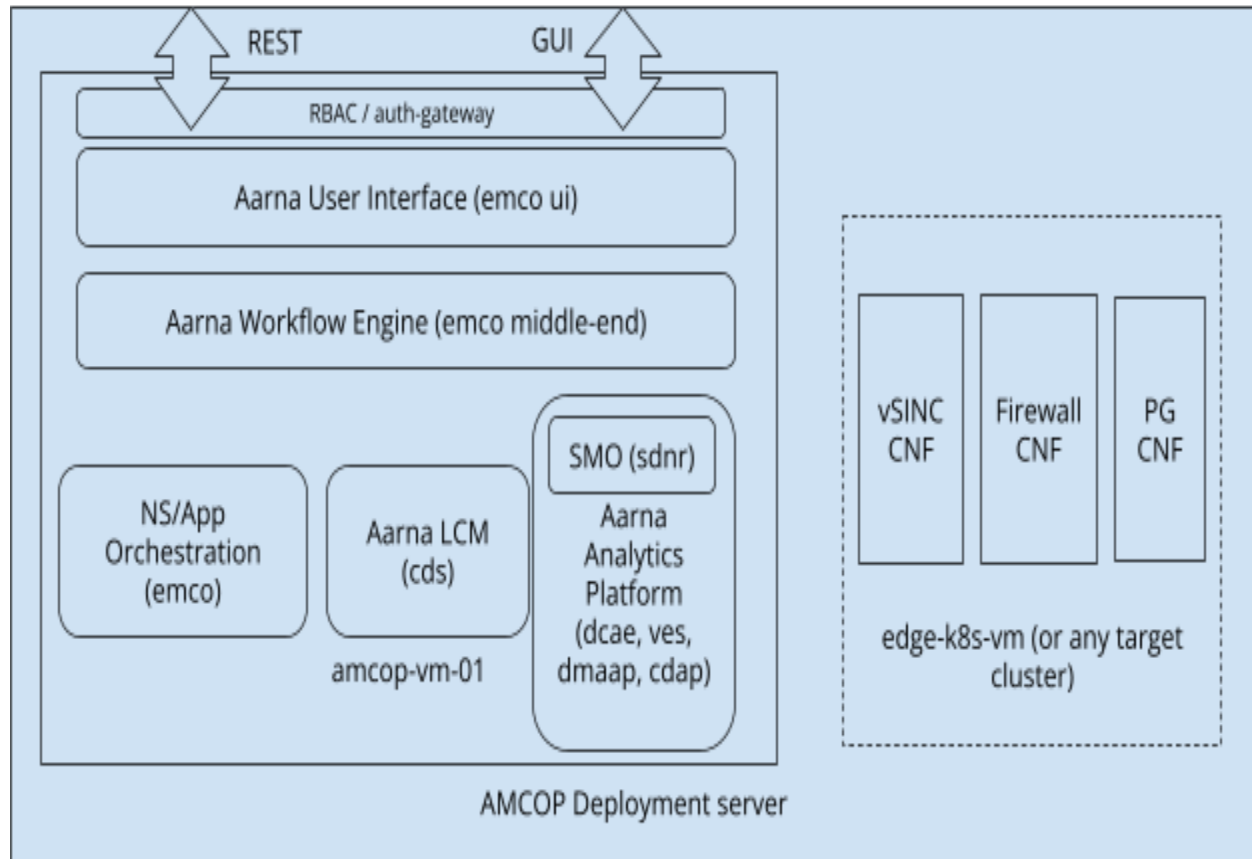 REST
GUI
RBAC / auth-gateway
Aarna User Interface (emco ui)
Aarna Workflow Engine (emco middle-end)
NS/App
Orchestration
(emco)
Aarna LCM
(cds)
amcop-vm-01
SMO (sdnr)
Aarna
Analytics
Platform
(dcae, ves,
dmaap, cdap)
vSINC
CNF
Firewall
CNF
PG
CNF
edge-k8s-vm (or any target
cluster)
AMCOP Deployment server